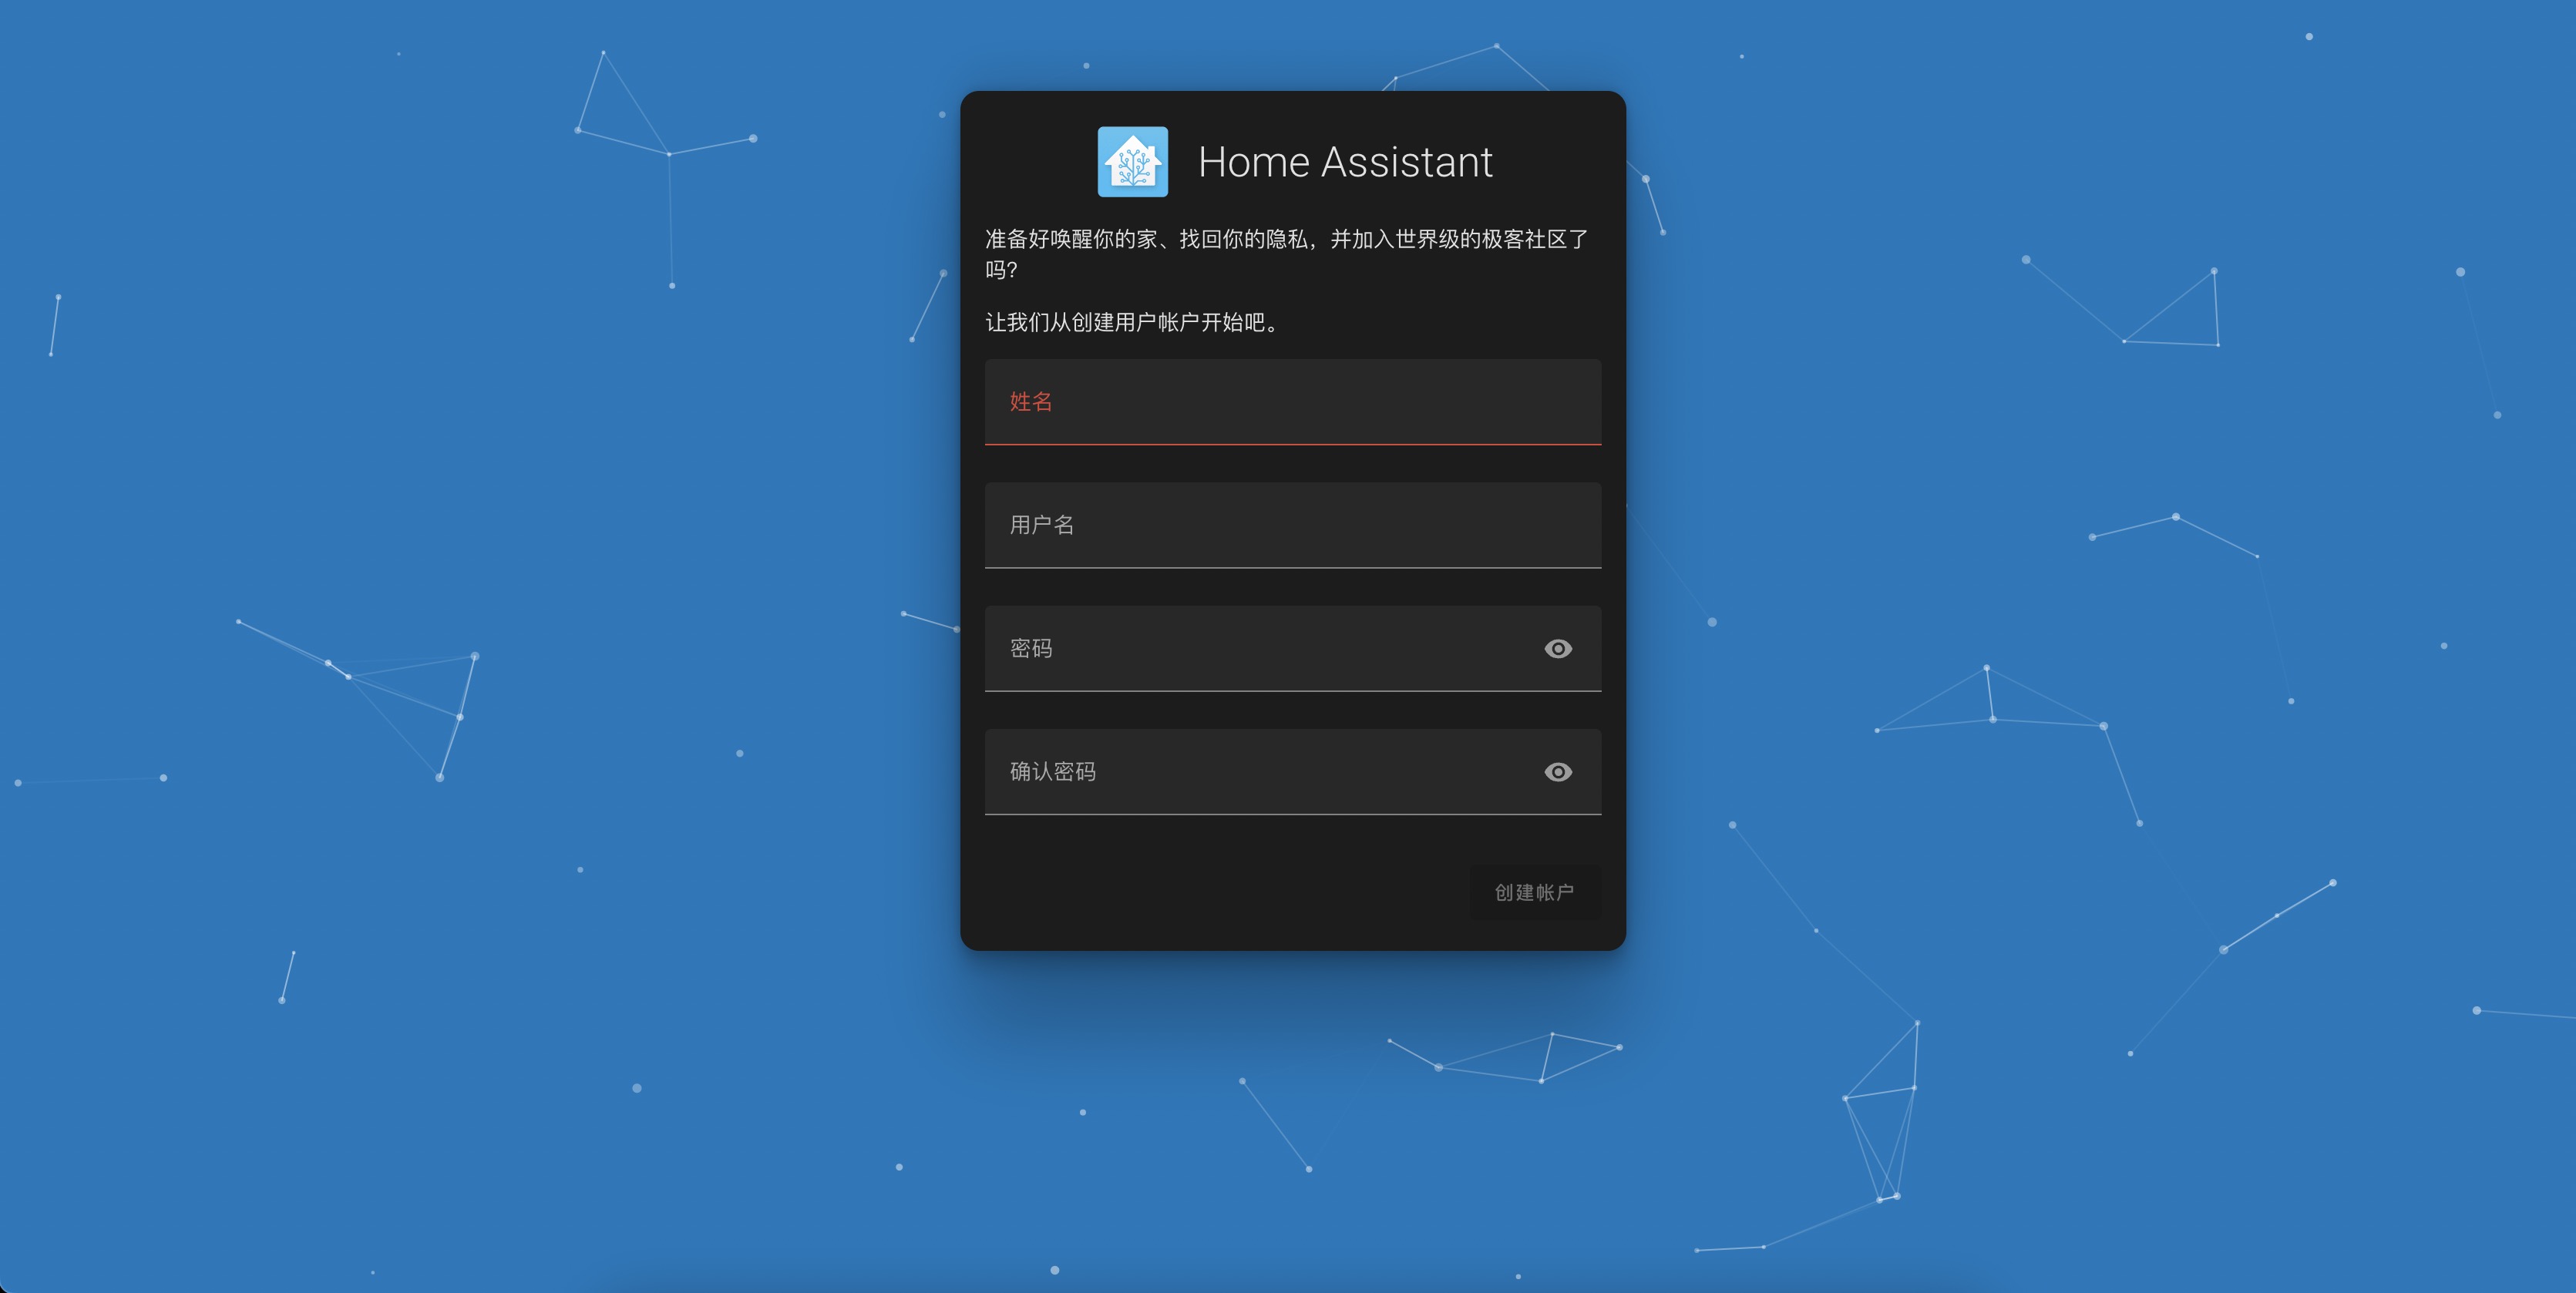 Home Assistant
准备好唤醒你的家、找回你的隐私，并加入世界级的极客社区了
吗？
让我们从创建用户帐户开始吧。
姓名
用户名
密码
确认密码
创建帐户